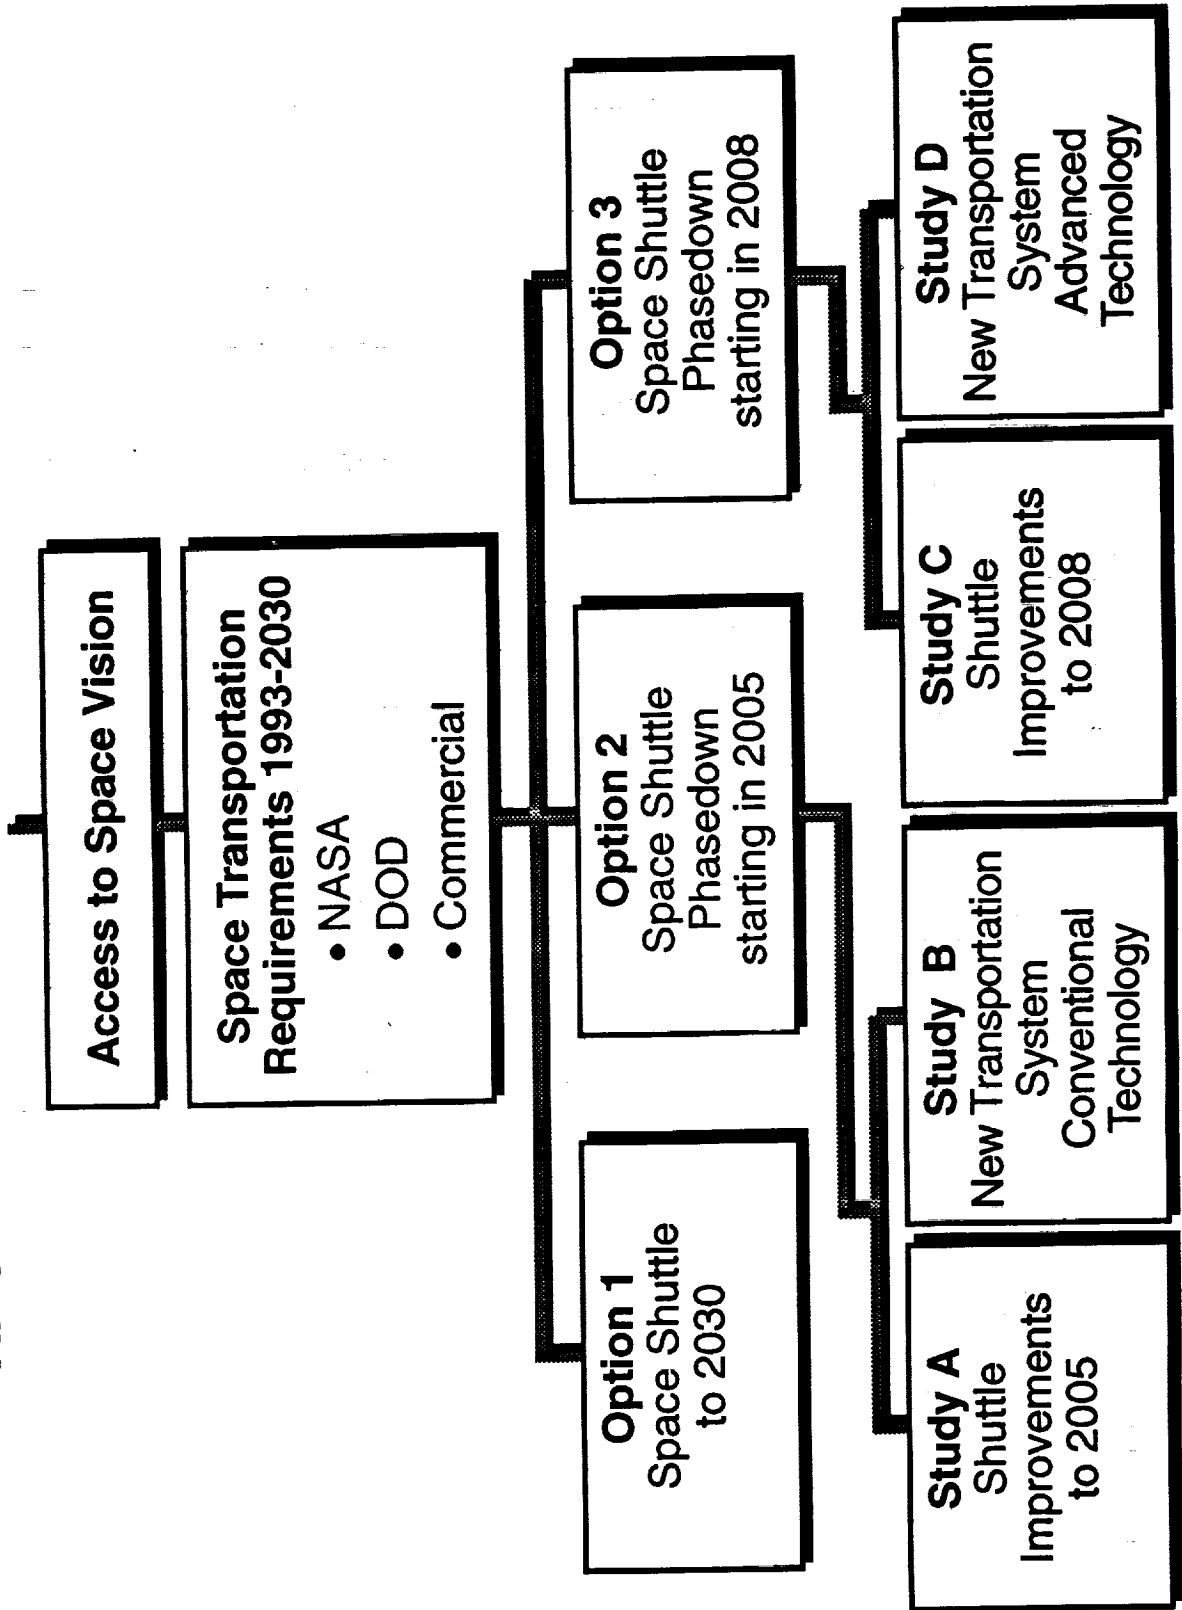 Access to Space Vision
Space Transportation
Requirements 1993-2030
• NASA
• DOD
• Commercial
Option 1
Space Shuttle
to 2030
Option 2
Space Shuttle
Phasedown
starting in 2005
Option 3
Space Shuttle
Phasedown
starting in 2008
Study A
Shuttle
Improvements
to 2005
Study B
New Transportation
System
Conventional
Technology
Study C
Shuttle
Improvements
to 2008
Study D
New Transportation
System
Advanced
Technology